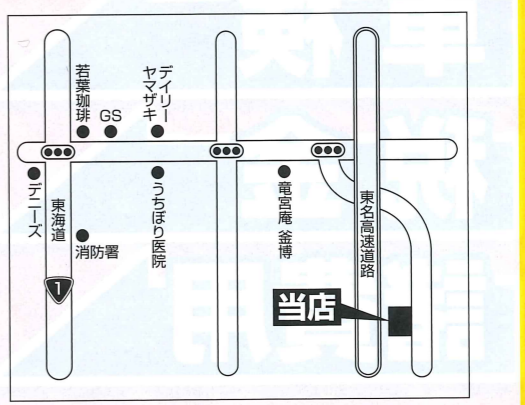 若葉珈琲
GS
デイリー
ヤマザキ
デニーズ
東海道
消防署
1
うちぼり医院
竜宮庵 釜博
東名高速道路
当店